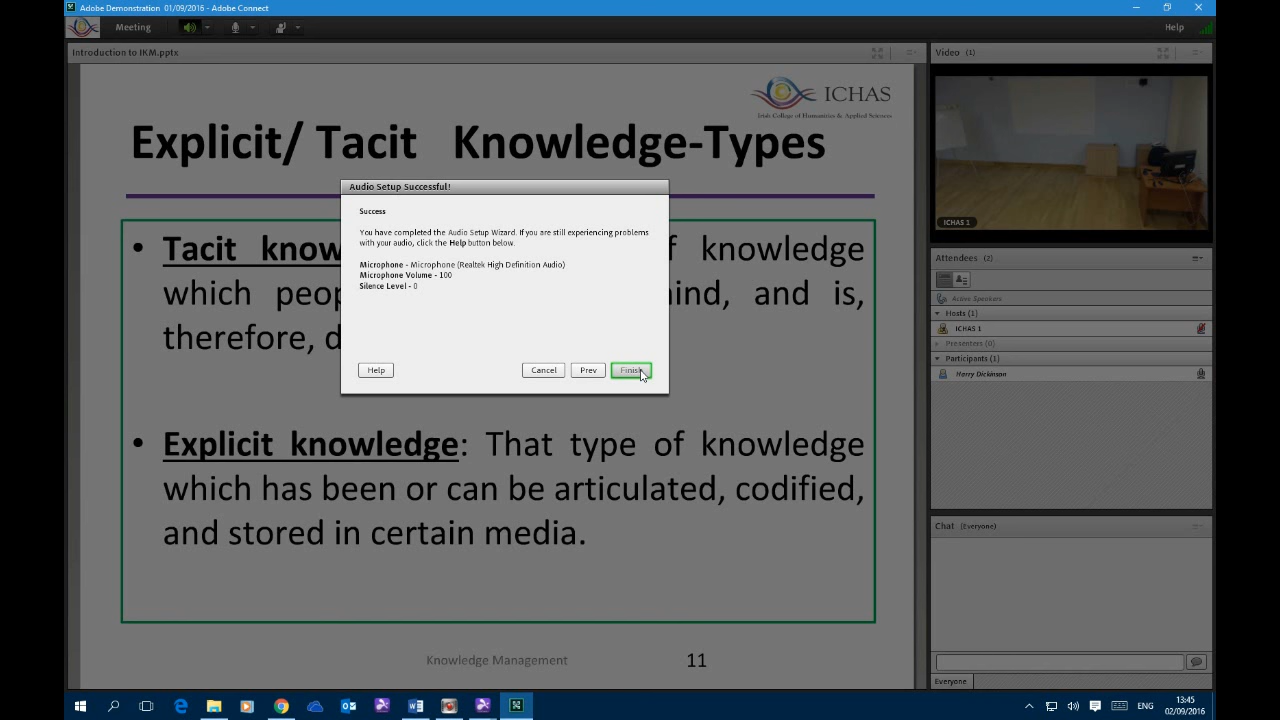 Adobe Demonstration 01/09/2016 - Adobe Connect
Meeting
Help
Introduction to IKM.pptx
ICHAS
Irish College of Humanities & Applied Sciences
Explicit/ Tacit Knowledge-Types
• Tacit know f knowledge
which peo mind, and is,
therefore, d
• Explicit knowledge: That type of knowledge
which has been or can be articulated, codified,
and stored in certain media.
Knowledge Management
11
Audio Setup Successful!
Success
You have completed the Audio Setup Wizard. If you are still experiencing problems
with your audio, click the Help button below.
Microphone - Microphone (Realtek High Definition Audio)
Microphone Volume - 100
Silence Level - 0
Help
Cancel
Prev
Finish
Video (1)
ICHAS 1
Attendees (2)
Active Speakers
Hosts (1)
ICHAS 1
Presenters (0)
Participants (1)
Harry Dickinson
Chat (Everyone)
Everyone
ENG
13:45
02/09/2016